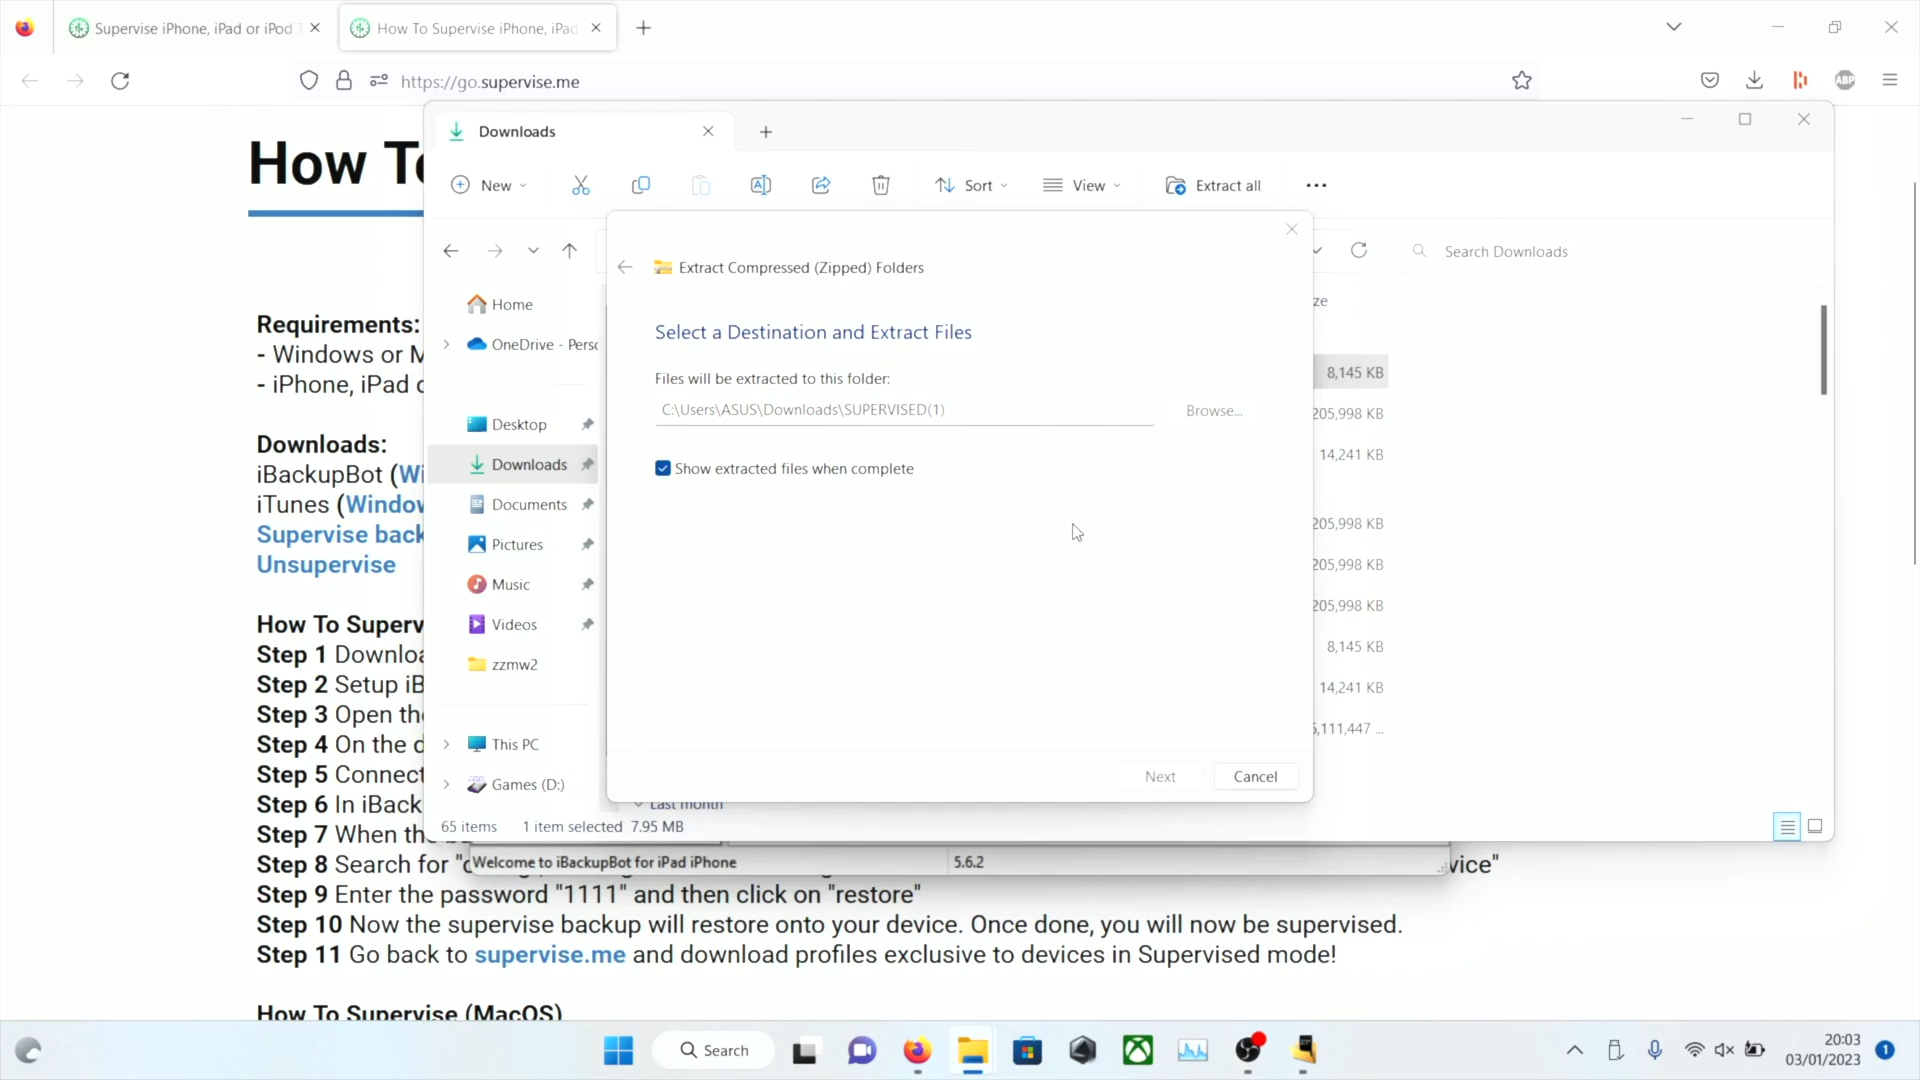 Supervise iPhone, iPad or iPod T
How To Supervise iPhone, iPad
https://go.supervise.me
ABP
How To
Downloads
New
Sort
View
Extract all
Search Downloads
Home
OneDrive - Perso
Desktop
Downloads
Documents
Pictures
Music
Videos
zzmw2
This PC
Games (D:)
Extract Compressed (Zipped) Folders
Select a Destination and Extract Files
Files will be extracted to this folder:
C:\Users\ASUS\Downloads\SUPERVISED(1)
Browse...
Show extracted files when complete
Next
Cancel
ze
8,145 KB
205,998 KB
14,241 KB
205,998 KB
205,998 KB
205,998 KB
8,145 KB
14,241 KB
5,111,447 ...
Last month
65 items
1 item selected 7.95 MB
Welcome to iBackupBot for iPad iPhone
5.6.2
Requirements:
- Windows or M
- iPhone, iPad o
Downloads:
iBackupBot (Wi
iTunes (Window
Supervise back
Unsupervise
How To Superv
Step 1 Downloa
Step 2 Setup iB
Step 3 Open the
Step 4 On the d
Step 5 Connect
Step 6 In iBack
Step 7 When the
Step 8 Search for "c
vice"
Step 9 Enter the password "1111" and then click on "restore"
Step 10 Now the supervise backup will restore onto your device. Once done, you will now be supervised.
Step 11 Go back to supervise.me and download profiles exclusive to devices in Supervised mode!
How To Supervise (MacOS)
Search
20:03
03/01/2023
1